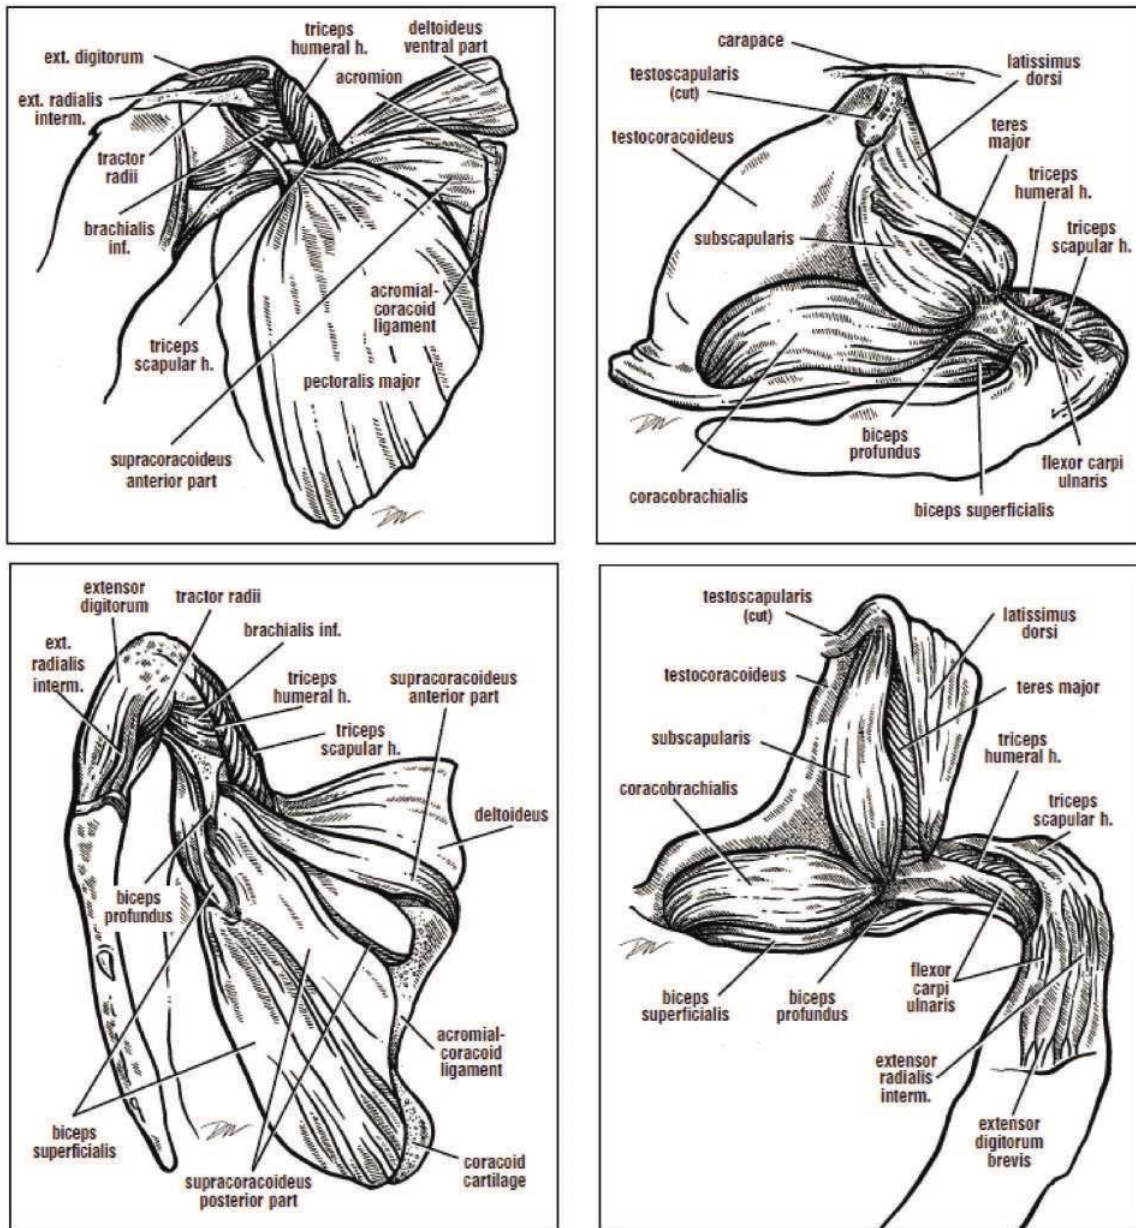 triceps
humeral h.
deltoideus
ventral part
ext. digitorum
acromion
ext. radialis
interm.
tractor
radii
brachialis
inf.
acromial-
coracoid
ligament
triceps
scapular h.
pectoralis major
supracoracoideus
anterior part
carapace
testoscapularis
(cut)
latissimus
dorsi
testocoracoideus
teres
major
triceps
humeral h.
subscapularis
triceps
scapular h.
biceps
profundus
flexor carpi
ulnaris
coracobrachialis
biceps superficialis
extensor
digitorum
tractor radii
brachialis inf.
ext.
radialis
interm.
triceps
humeral h.
supracoracoideus
anterior part
triceps
scapular h.
deltoideus
biceps
profundus
acromial-
coracoid
ligament
biceps
superficialis
supracoracoideus
posterior part
coracoid
cartilage
testoscapularis
(cut)
latissimus
dorsi
testocoracoideus
teres major
subscapularis
triceps
humeral h.
coracobrachialis
triceps
scapular h.
biceps
superficialis
biceps
profundus
flexor
carpi
ulnaris
extensor
radialis
interm.
extensor
digitorum
brevis